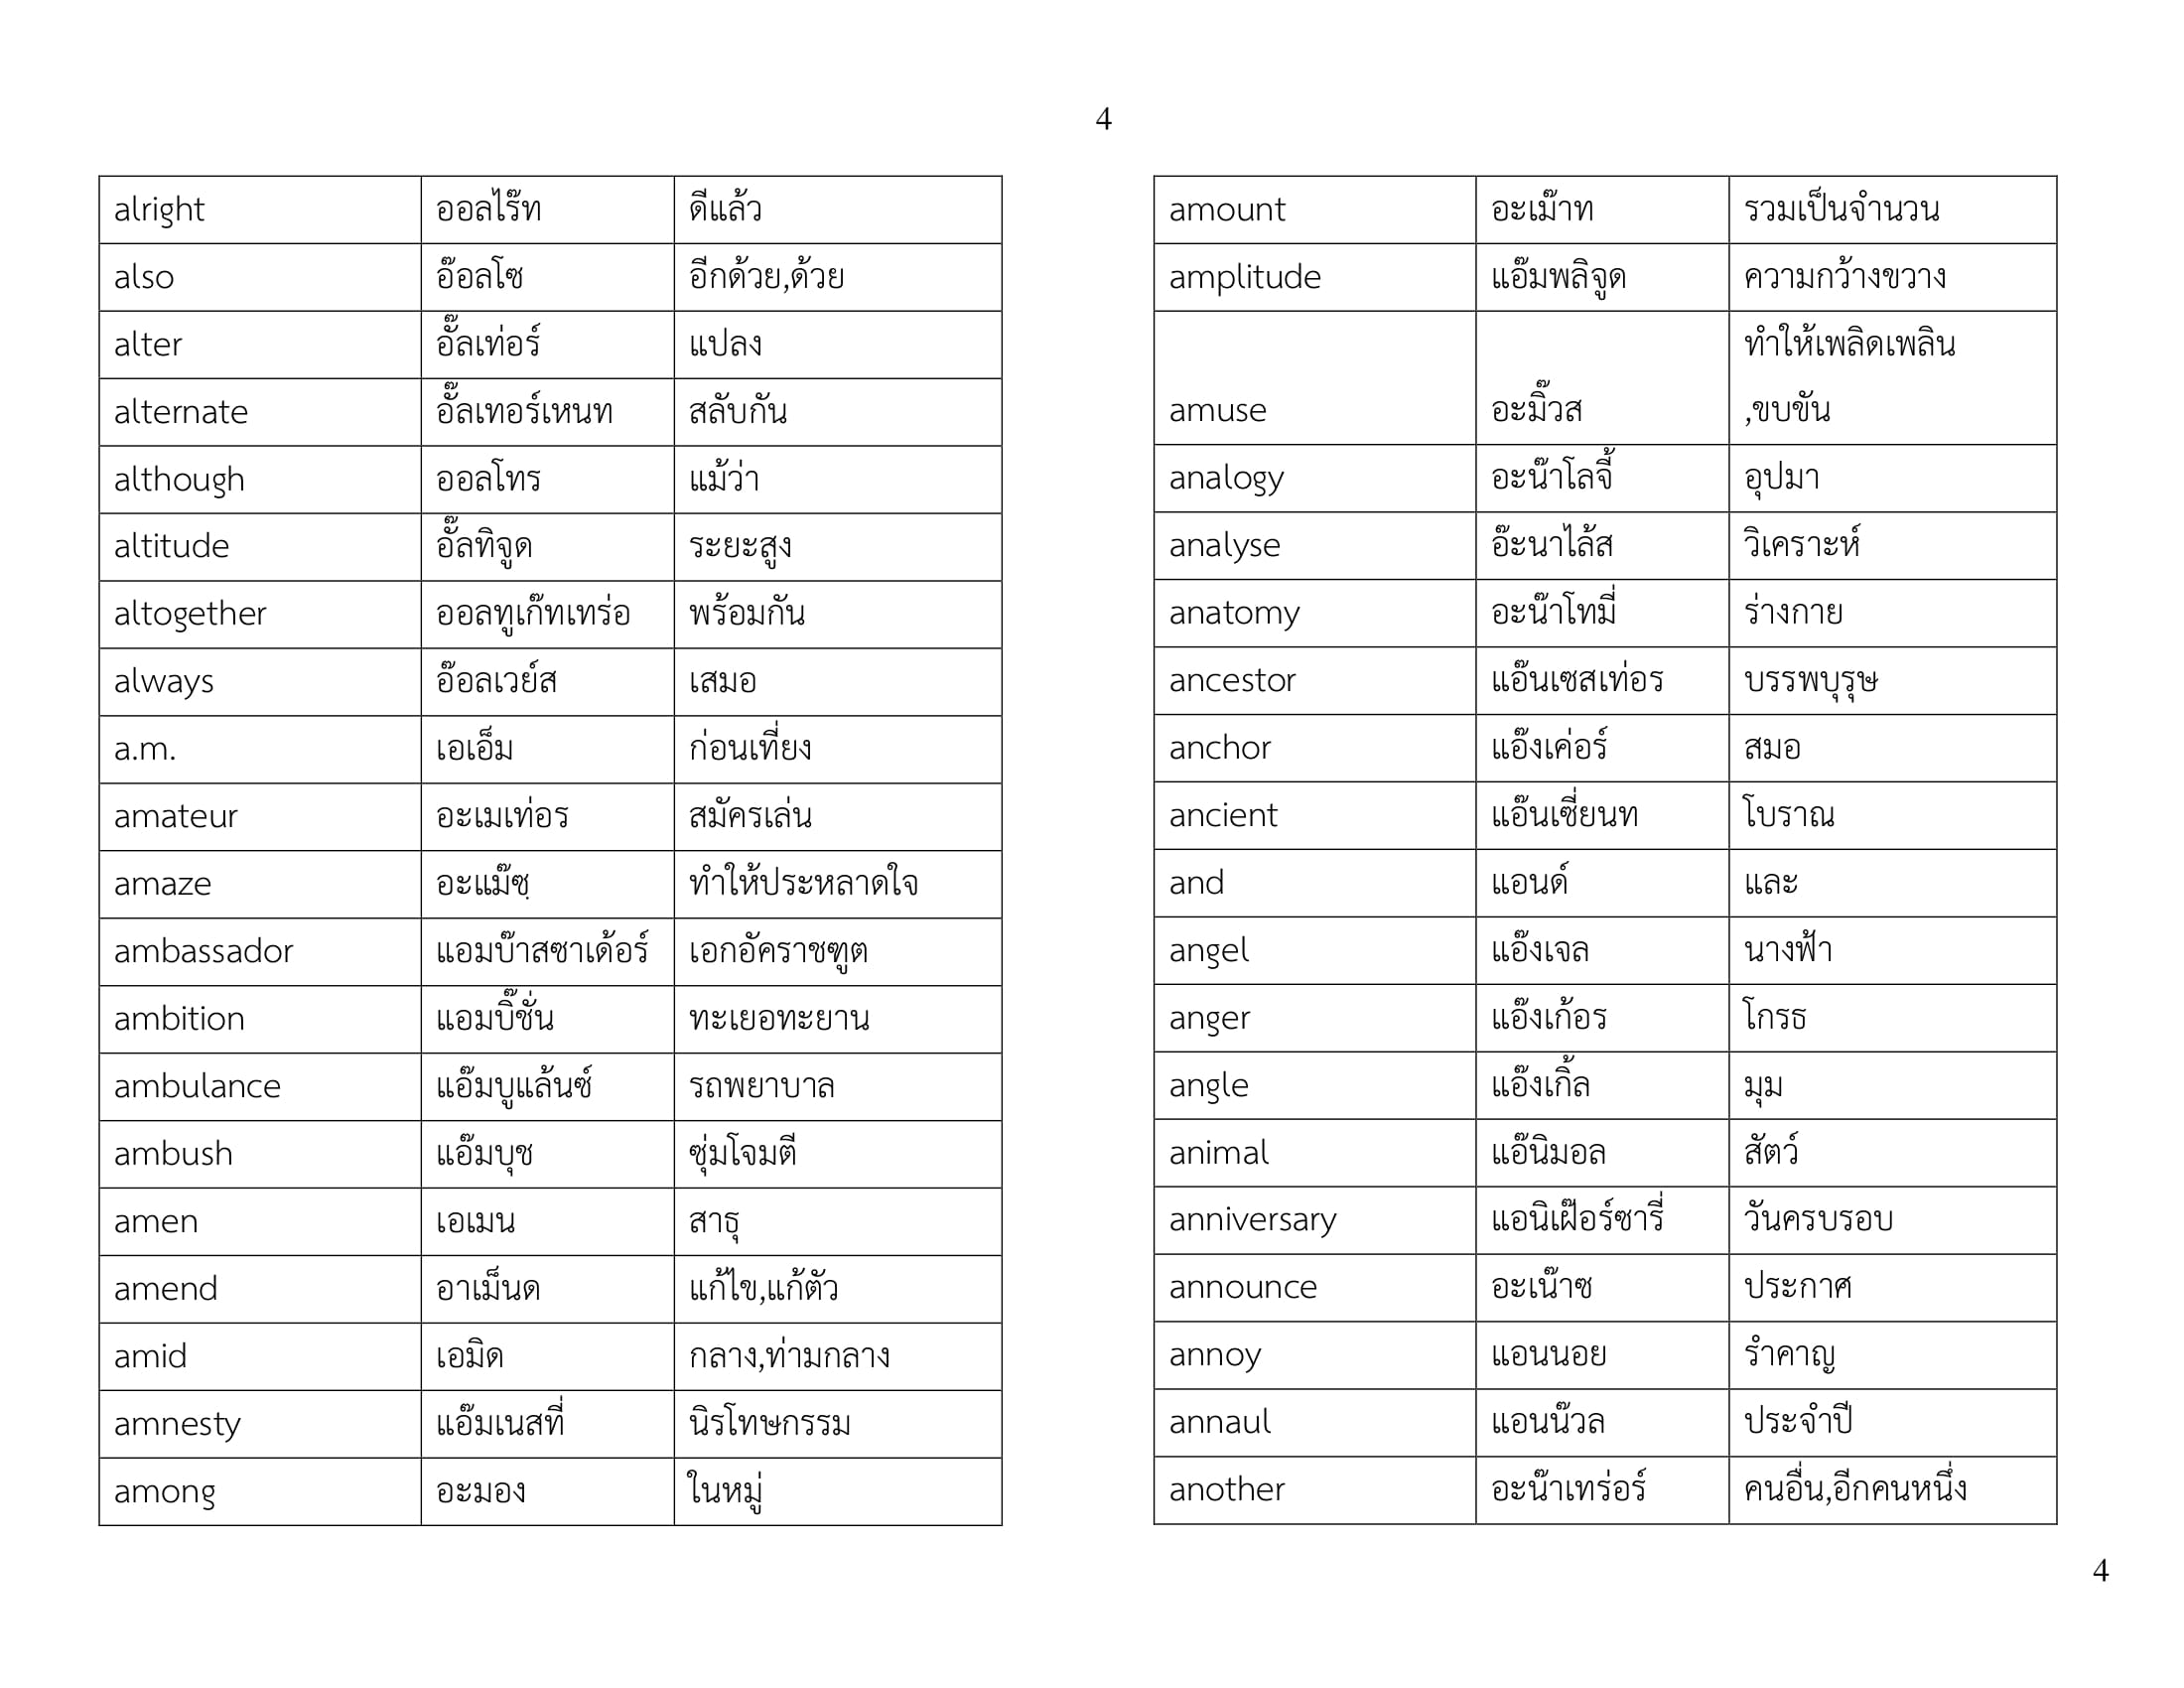 4
alright ออลไร๊ท ดีแล้ว
also อ๊อลโซ อีกด้วย,ด้วย
alter อั๊ลเท่อร์ แปลง
alternate อั๊ลเทอร์เหนท สลับกัน
although ออลโทร แม้ว่า
altitude อั๊ลทิจูด ระยะสูง
altogether ออลทูเก๊ทเทร่อ พร้อมกัน
always อ๊อลเวย์ส เสมอ
a.m. เอเอ็ม ก่อนเที่ยง
amateur อะเมเท่อร สมัครเล่น
amaze อะแม๊ซฺ ทำให้ประหลาดใจ
ambassador แอมบ๊าสซาเด้อร์ เอกอัคราชฑูต
ambition แอมบิ๊ชั่น ทะเยอทะยาน
ambulance แอ๊มบูแล้นซ์ รถพยาบาล
ambush แอ๊มบุช ซุ่มโจมตี
amen เอเมน สาธุ
amend อาเม็นด แก้ไข,แก้ตัว
amid เอมิด กลาง,ท่ามกลาง
amnesty แอ๊มเนสที่ นิรโทษกรรม
among อะมอง ในหมู่
amount อะเม๊าท รวมเป็นจำนวน
amplitude แอ๊มพลิจูด ความกว้างขวาง
ทำให้เพลิดเพลิน
amuse อะมิ๊วส ,ขบขัน
analogy อะน๊าโลจี้ อุปมา
analyse อ๊ะนาไล้ส วิเคราะห์
anatomy อะน๊าโทมี่ ร่างกาย
ancestor แอ๊นเซสเท่อร บรรพบุรุษ
anchor แอ๊งเค่อร์ สมอ
ancient แอ๊นเซี่ยนท โบราณ
and แอนด์ และ
angel แอ๊งเจล นางฟ้า
anger แอ๊งเก้อร โกรธ
angle แอ๊งเกิ้ล มุม
animal แอ๊นิมอล สัตว์
anniversary แอนิเฝ๊อร์ซารี่ วันครบรอบ
announce อะเน๊าซ ประกาศ
annoy แอนนอย รำคาญ
annaul แอนน๊วล ประจำปี
another อะน๊าเทร่อร์ คนอื่น,อีกคนหนึ่ง
4